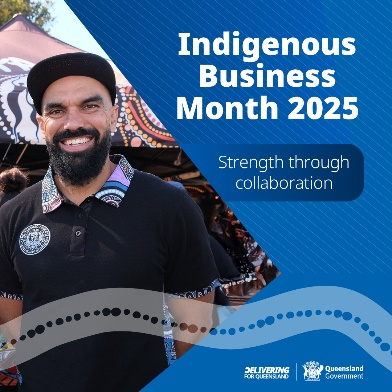 Indigenous
Business
Month 2025
Strength through
collaboration
DELIVERING
FOR QUEENSLAND
Queensland
Government